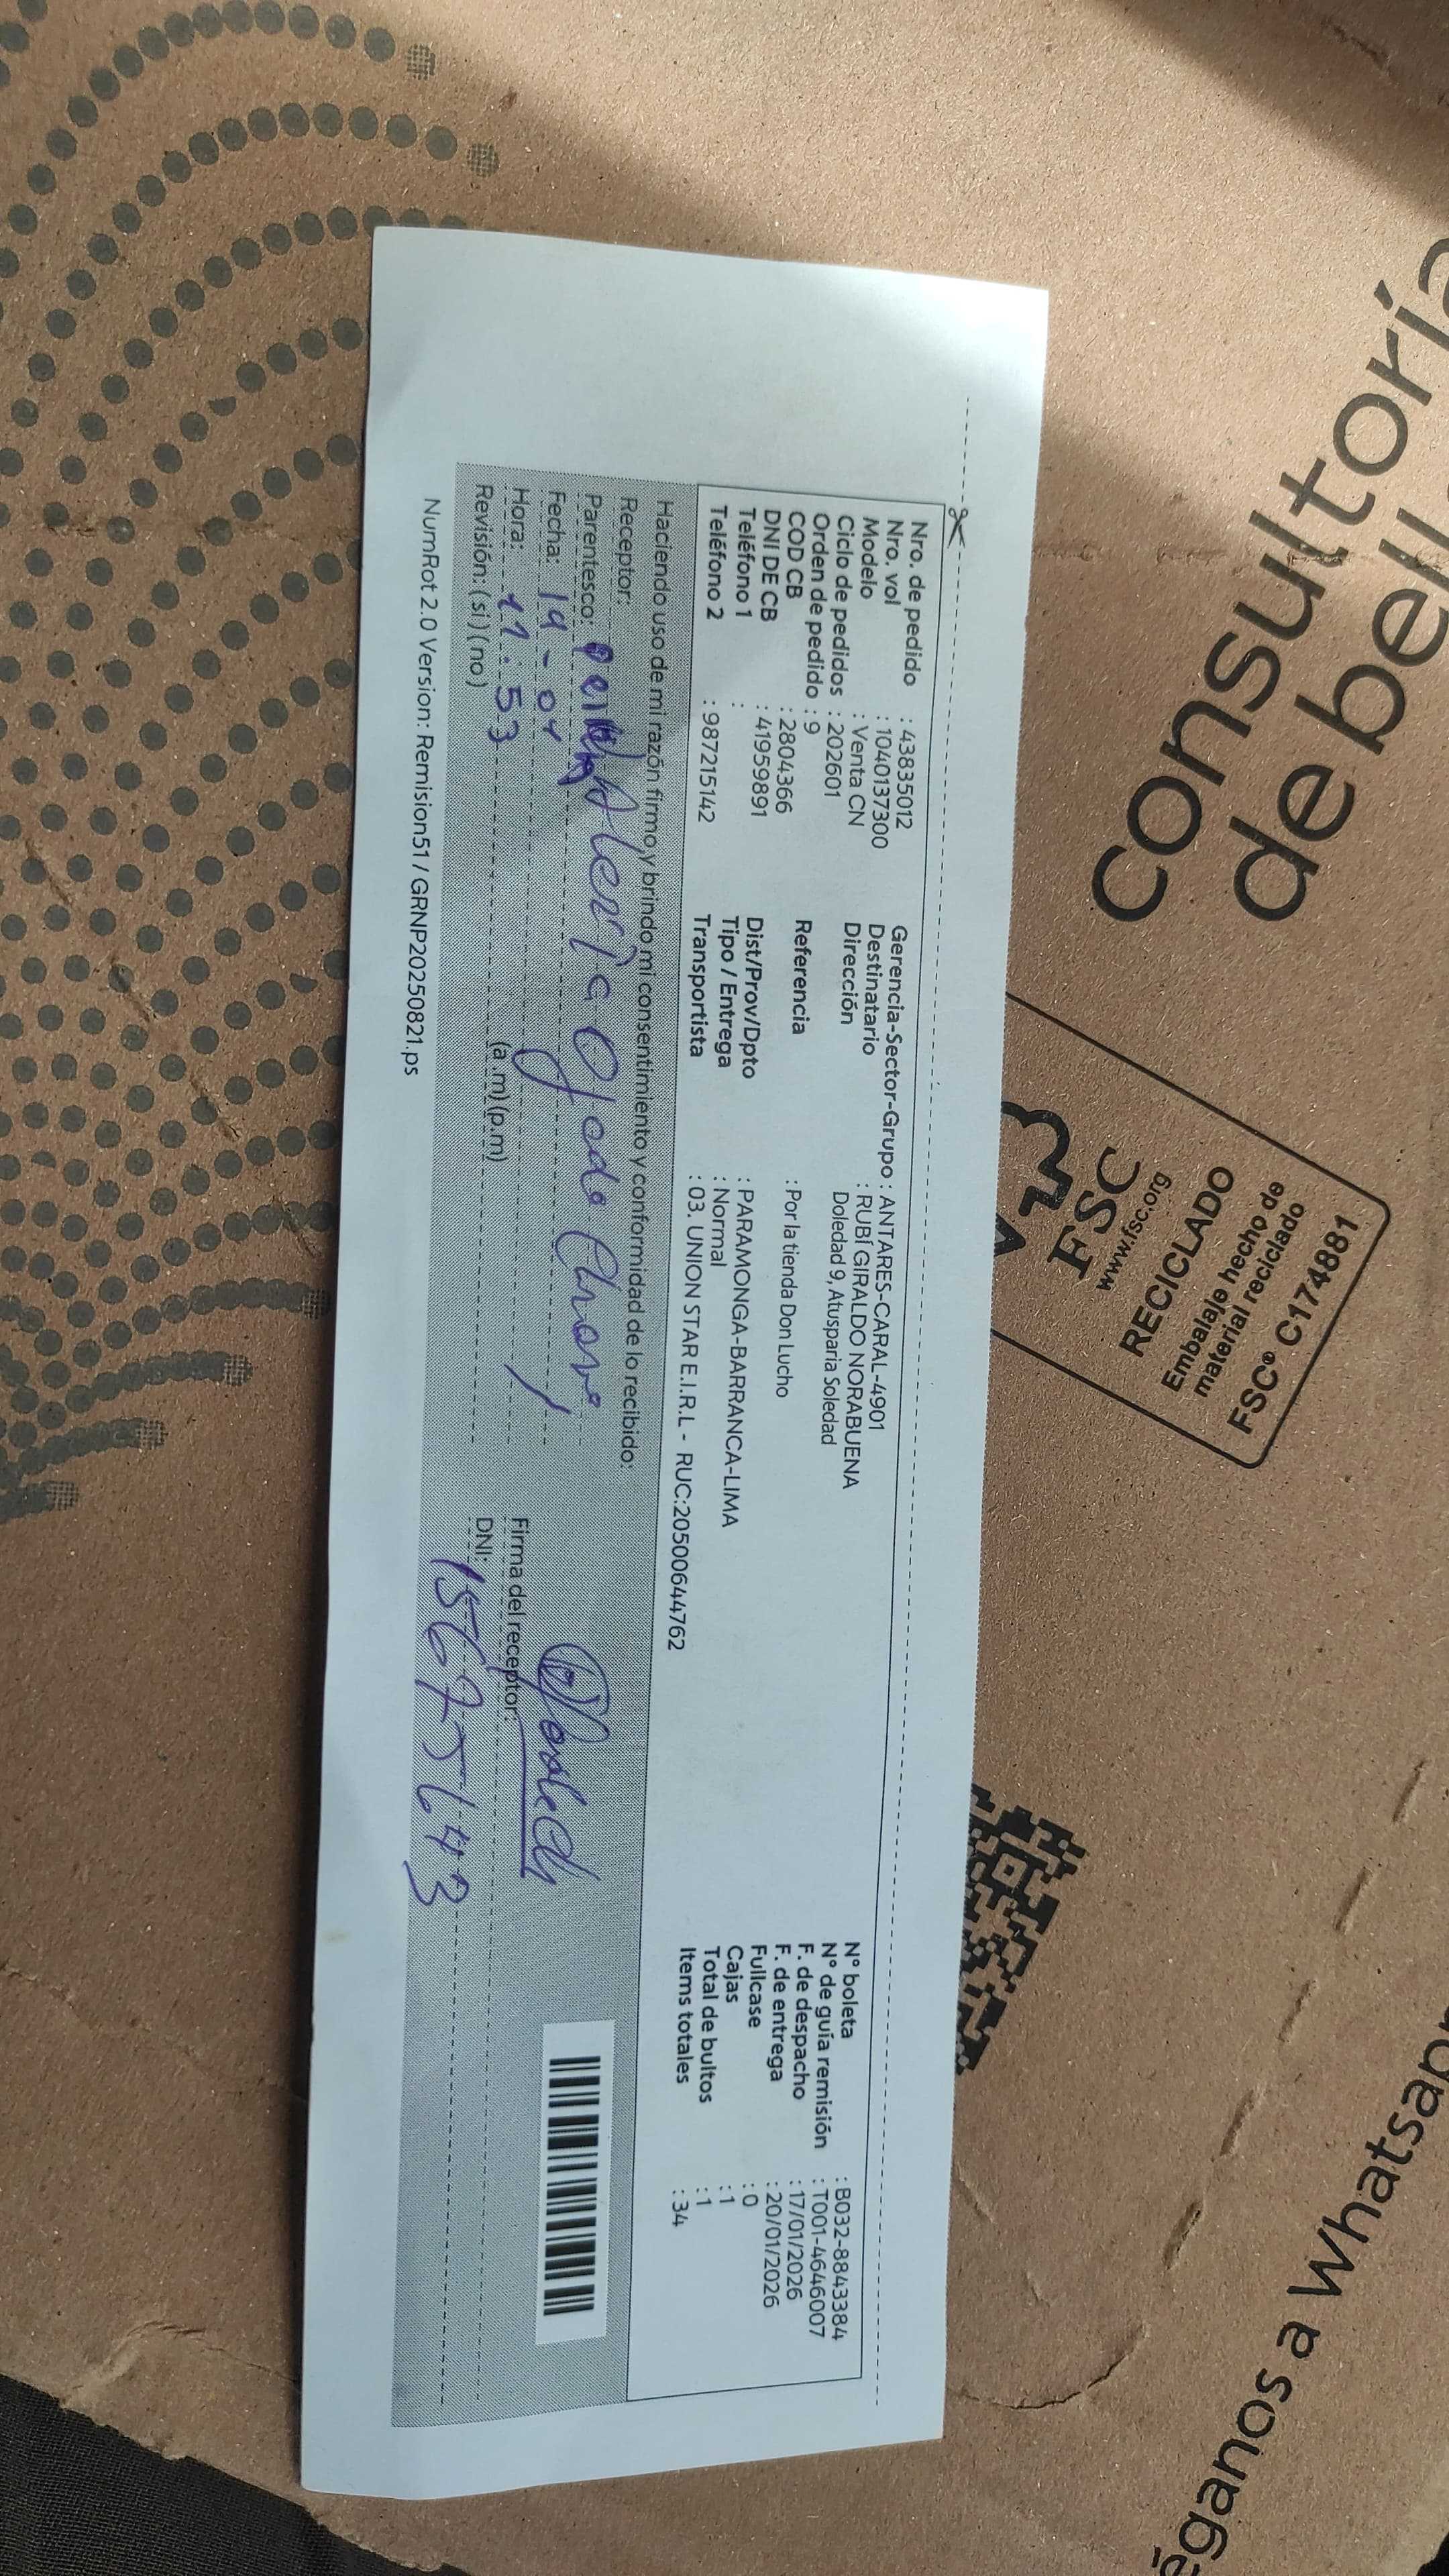 Consultoría
de bell
FSC
www.fsc.org
RECICLADO
Embalaje hecho de
material reciclado
FSC® C174881
éganos a Whatsap
Nro. de pedido : 43835012
Nro. vol : 1040137300
Modelo : Venta CN
Ciclo de pedidos : 202601
Orden de pedido : 9
COD CB : 2804366
DNI DE CB : 41959891
Teléfono 1 :
Teléfono 2 : 987215142
Gerencia-Sector-Grupo : ANTARES-CARAL-4901
Destinatario : RUBÍ GIRALDO NORABUENA
Dirección Doledad 9, Atusparia Soledad
Referencia : Por la tienda Don Lucho
Dist/Prov/Dpto : PARAMONGA-BARRANCA-LIMA
Tipo / Entrega : Normal
Transportista : 03. UNION STAR E.I.R.L - RUC:20500644762
N° boleta : B032-8843384
N° de guía remisión : T001-4646007
F. de despacho : 17/01/2026
F. de entrega : 20/01/2026
Fullcase : 0
Cajas : 1
Total de bultos : 1
Items totales : 34
Haciendo uso de mi razón firmo y brindo mi consentimiento y conformidad de lo recibido:
Receptor:
Parentesco:
Fecha: 19-01
Hora: 11:53 (a.m) (p.m)
Revisión: (si) (no)
Firma del receptor:
DNI:
NumRot 2.0 Version: Remision51 / GRNP20250821.ps